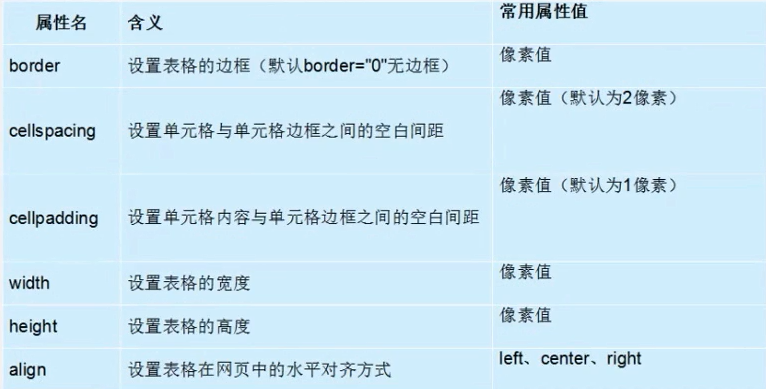 属性名 含义 常用属性值
border 设置表格的边框（默认border="0"无边框） 像素值
cellspacing 设置单元格与单元格边框之间的空白间距 像素值（默认为2像素）
cellpadding 设置单元格内容与单元格边框之间的空白间距 像素值（默认为1像素）
width 设置表格的宽度 像素值
height 设置表格的高度 像素值
align 设置表格在网页中的水平对齐方式 left、center、right